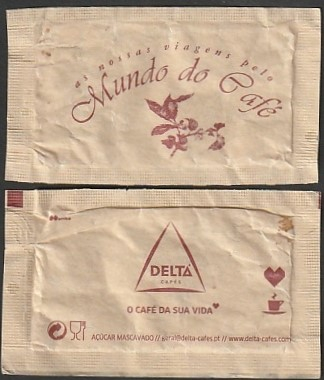 as nossas viagens pelo
Mundo do Café
DELTA
CAFÉS
O CAFÉ DA SUA VIDA
AÇÚCAR MASCAVADO // geral@delta-cafes.pt // www.delta-cafes.com